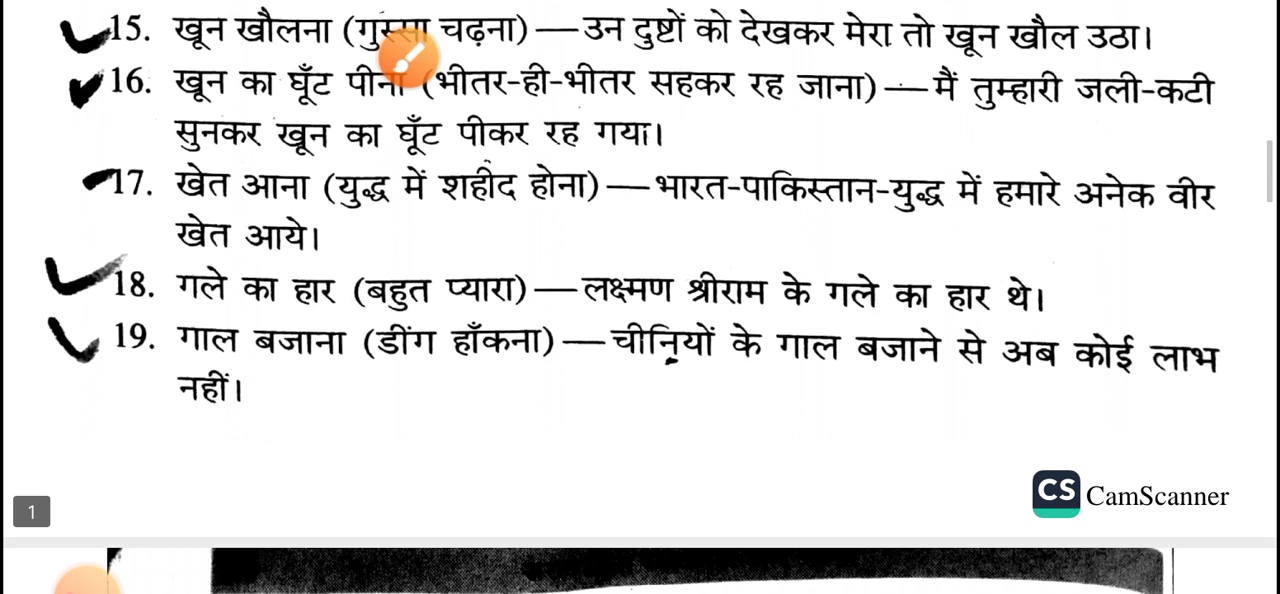 15. खून खौलना (गुस्सा चढ़ना) — उन दुष्टों को देखकर मेरा तो खून खौल उठा।
16. खून का घूँट पीना (भीतर-ही-भीतर सहकर रह जाना) — मैं तुम्हारी जली-कटी
सुनकर खून का घूँट पीकर रह गया।
17. खेत आना (युद्ध में शहीद होना) — भारत-पाकिस्तान-युद्ध में हमारे अनेक वीर
खेत आये।
18. गले का हार (बहुत प्यारा) — लक्ष्मण श्रीराम के गले का हार थे।
19. गाल बजाना (डींग हाँकना) — चीनियों के गाल बजाने से अब कोई लाभ
नहीं।
CS CamScanner
1